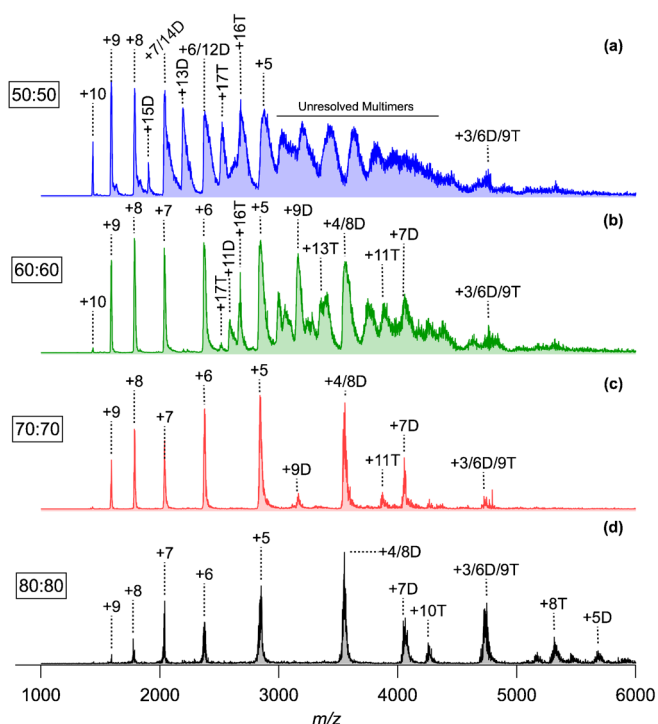 (a)
50:50
+10
+9
+8
+15D
+7/14D
+13D
+6/12D
+17T
+16T
+5
Unresolved Multimers
+3/6D/9T
(b)
60:60
+10
+9
+8
+7
+6
+17T
+11D
+16T
+5
+9D
+13T
+4/8D
+11T
+7D
+3/6D/9T
(c)
70:70
+9
+8
+7
+6
+5
+9D
+4/8D
+11T
+7D
+3/6D/9T
(d)
80:80
+9
+8
+7
+6
+5
+4/8D
+7D
+10T
+3/6D/9T
+8T
+5D
1000 2000 3000 4000 5000 6000
m/z